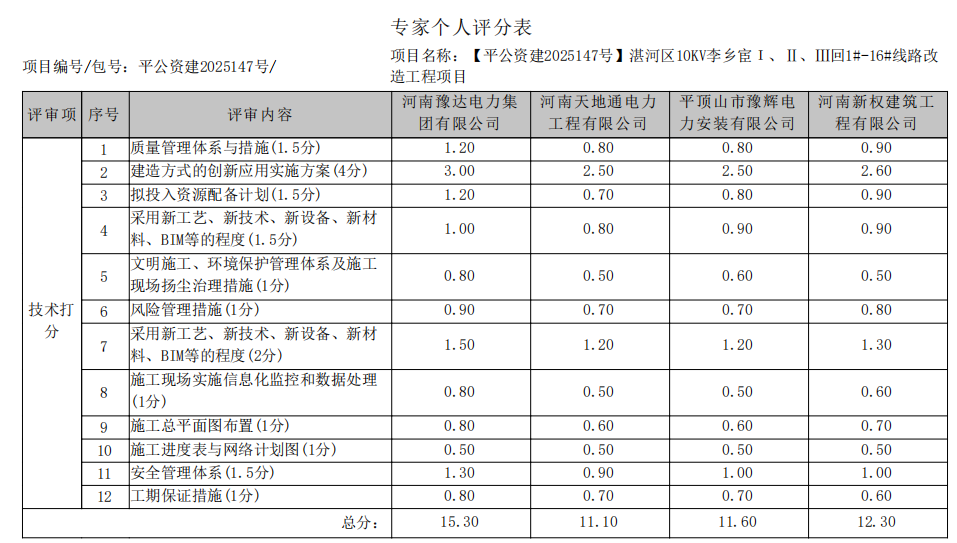 专家个人评分表
项目编号/包号：平公资建2025147号/
项目名称：【平公资建2025147号】湛河区10KV李乡宦Ⅰ、Ⅱ、Ⅲ回1#-16#线路改
造工程项目
评审项 序号 评审内容 河南豫达电力集 河南天地通电力 平顶山市豫辉电 河南新权建筑工
团有限公司 工程有限公司 力安装有限公司 程有限公司
技术打
分
1 质量管理体系与措施(1.5分) 1.20 0.80 0.80 0.90
2 建造方式的创新应用实施方案(4分) 3.00 2.50 2.50 2.60
3 拟投入资源配备计划(1.5分) 1.20 0.70 0.80 0.90
4 采用新工艺、新技术、新设备、新材
料、BIM等的程度(1.5分) 1.00 0.80 0.90 0.90
5 文明施工、环境保护管理体系及施工
现场扬尘治理措施(1分) 0.80 0.50 0.60 0.50
6 风险管理措施(1分) 0.90 0.70 0.70 0.80
7 采用新工艺、新技术、新设备、新材
料、BIM等的程度(2分) 1.50 1.20 1.20 1.30
8 施工现场实施信息化监控和数据处理
(1分) 0.80 0.50 0.50 0.60
9 施工总平面图布置(1分) 0.80 0.60 0.60 0.70
10 施工进度表与网络计划图(1分) 0.50 0.50 0.50 0.50
11 安全管理体系(1.5分) 1.30 0.90 1.00 1.00
12 工期保证措施(1分) 0.80 0.70 0.70 0.60
总分： 15.30 11.10 11.60 12.30